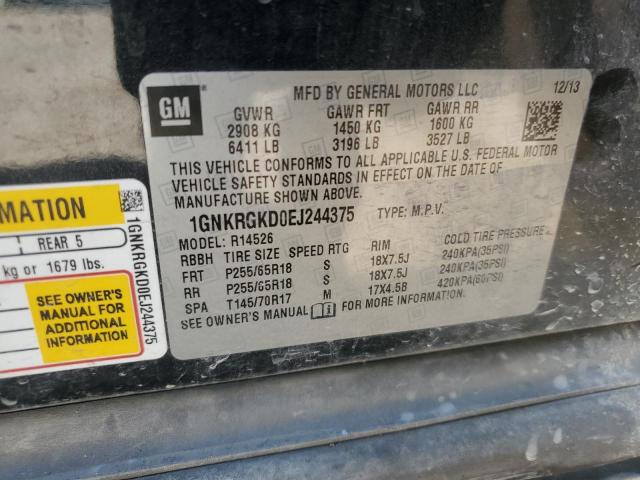 GM
MFD BY GENERAL MOTORS LLC 12/13
GVWR GAWR FRT GAWR RR
2908 KG 1450 KG 1600 KG
6411 LB 3196 LB 3527 LB
THIS VEHICLE CONFORMS TO ALL APPLICABLE U.S. FEDERAL MOTOR
VEHICLE SAFETY STANDARDS IN EFFECT ON THE DATE OF
MANUFACTURE SHOWN ABOVE.
1GNKRGKD0EJ244375 TYPE: M.P.V.
MODEL: R14526
RBBH TIRE SIZE SPEED RTG RIM COLD TIRE PRESSURE
FRT P255/65R18 S 18X7.5J 240KPA(35PSI)
RR P255/65R18 S 18X7.5J 240KPA(35PSI)
SPA T145/70R17 M 17X4.5B 420KPA(60PSI)
SEE OWNER'S MANUAL FOR MORE INFORMATION.
RMATION
REAR 5
kg or 1679 lbs.
SEE OWNER'S
MANUAL FOR
ADDITIONAL
INFORMATION
1GNKRGKD0EJ244375